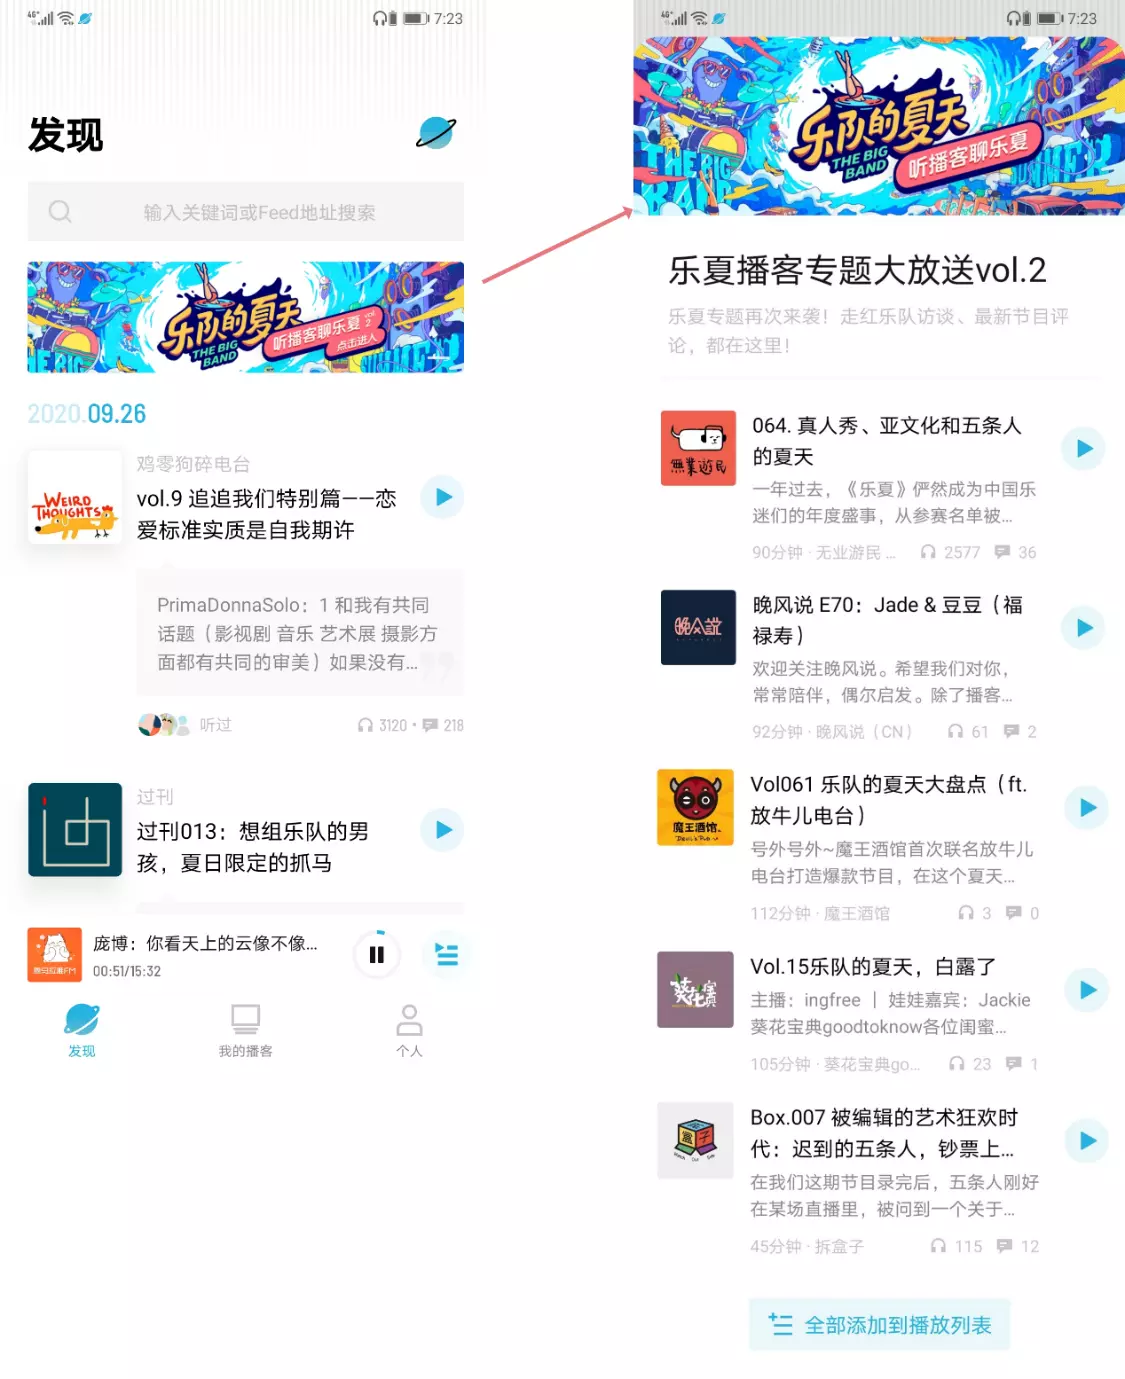 4G+
7:23
发现
输入关键词或Feed地址搜索
乐队的夏天
THE BIG BAND
听播客聊乐夏 vol.2
点击进入
2020.09.26
WEIRD THOUGHTS
鸡零狗碎电台
vol.9 追追我们特别篇——恋
爱标准实质是自我期许
PrimaDonnaSolo：1 和我有共同
话题（影视剧 音乐 艺术展 摄影方
面都有共同的审美）如果没有...
听过
3120 • 218
过刊
过刊013：想组乐队的男
孩，夏日限定的抓马
庞博：你看天上的云像不像...
00:51/15:32
发现
我的播客
个人
4G+
7:23
乐队的夏天
THE BIG BAND
听播客聊乐夏
THE BIG BAND
SUMMER
乐夏播客专题大放送vol.2
乐夏专题再次来袭！走红乐队访谈、最新节目评
论，都在这里！
無業遊民
064. 真人秀、亚文化和五条人
的夏天
一年过去，《乐夏》俨然成为中国乐
迷们的年度盛事，从参赛名单被...
90分钟 · 无业游民 ... 2577 36
晚风说
晚风说 E70：Jade & 豆豆（福
禄寿）
欢迎关注晚风说。希望我们对你，
常常陪伴，偶尔启发。除了播客...
92分钟 · 晚风说（CN） 61 2
魔王酒馆
Vol061 乐队的夏天大盘点（ft.
放牛儿电台）
号外号外~魔王酒馆首次联名放牛儿
电台打造爆款节目，在这个夏天...
112分钟 · 魔王酒馆 3 0
葵花宝典
Vol.15乐队的夏天，白露了
主播：ingfree ｜ 娃娃嘉宾：Jackie
葵花宝典goodtoknow各位闺蜜...
105分钟 · 葵花宝典go... 23 1
盒子
Box.007 被编辑的艺术狂欢时
代：迟到的五条人，钞票上...
在我们这期节目录完后，五条人刚好
在某场直播里，被问到一个关于...
45分钟 · 拆盒子 115 12
全部添加到播放列表